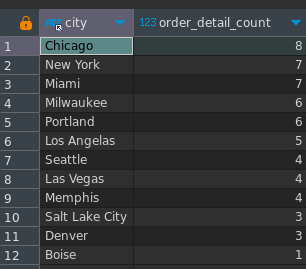 city 123 order_detail_count
1 Chicago 8
2 New York 7
3 Miami 7
4 Milwaukee 6
5 Portland 6
6 Los Angelas 5
7 Seattle 4
8 Las Vegas 4
9 Memphis 4
10 Salt Lake City 3
11 Denver 3
12 Boise 1